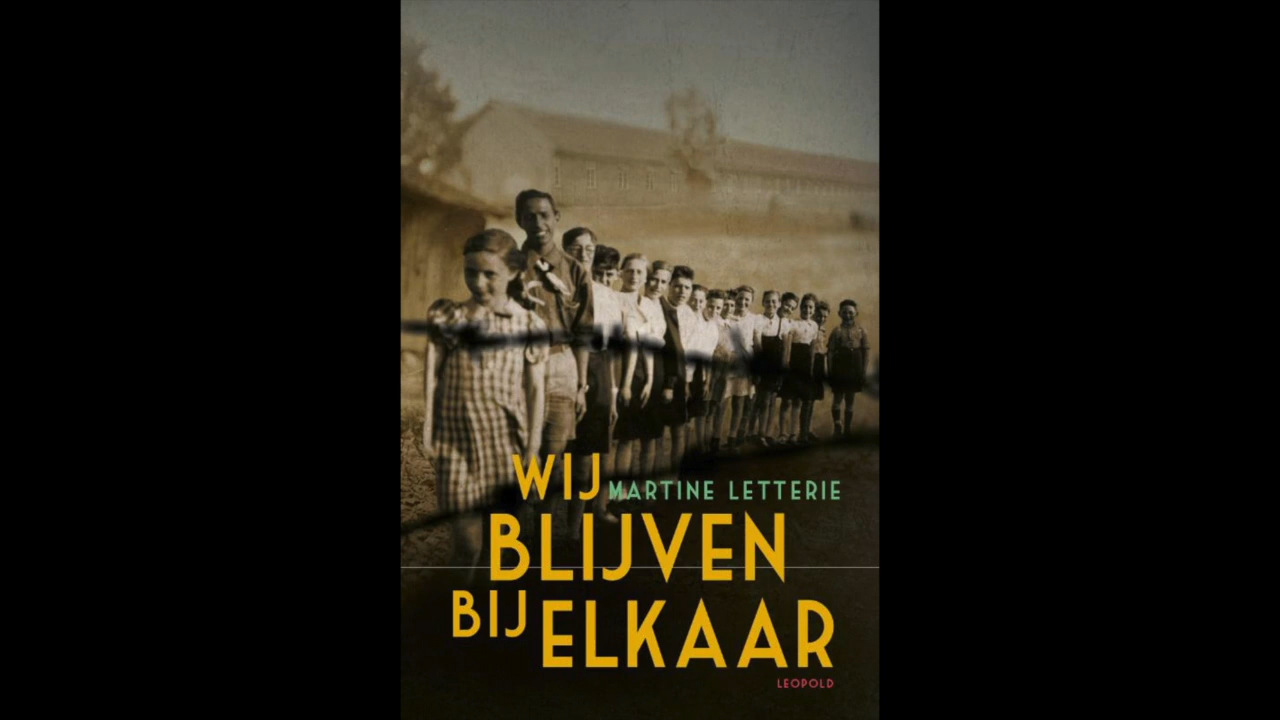 WIJ
MARTINE LETTERIE
BLIJVEN
BIJ
ELKAAR
LEOPOLD